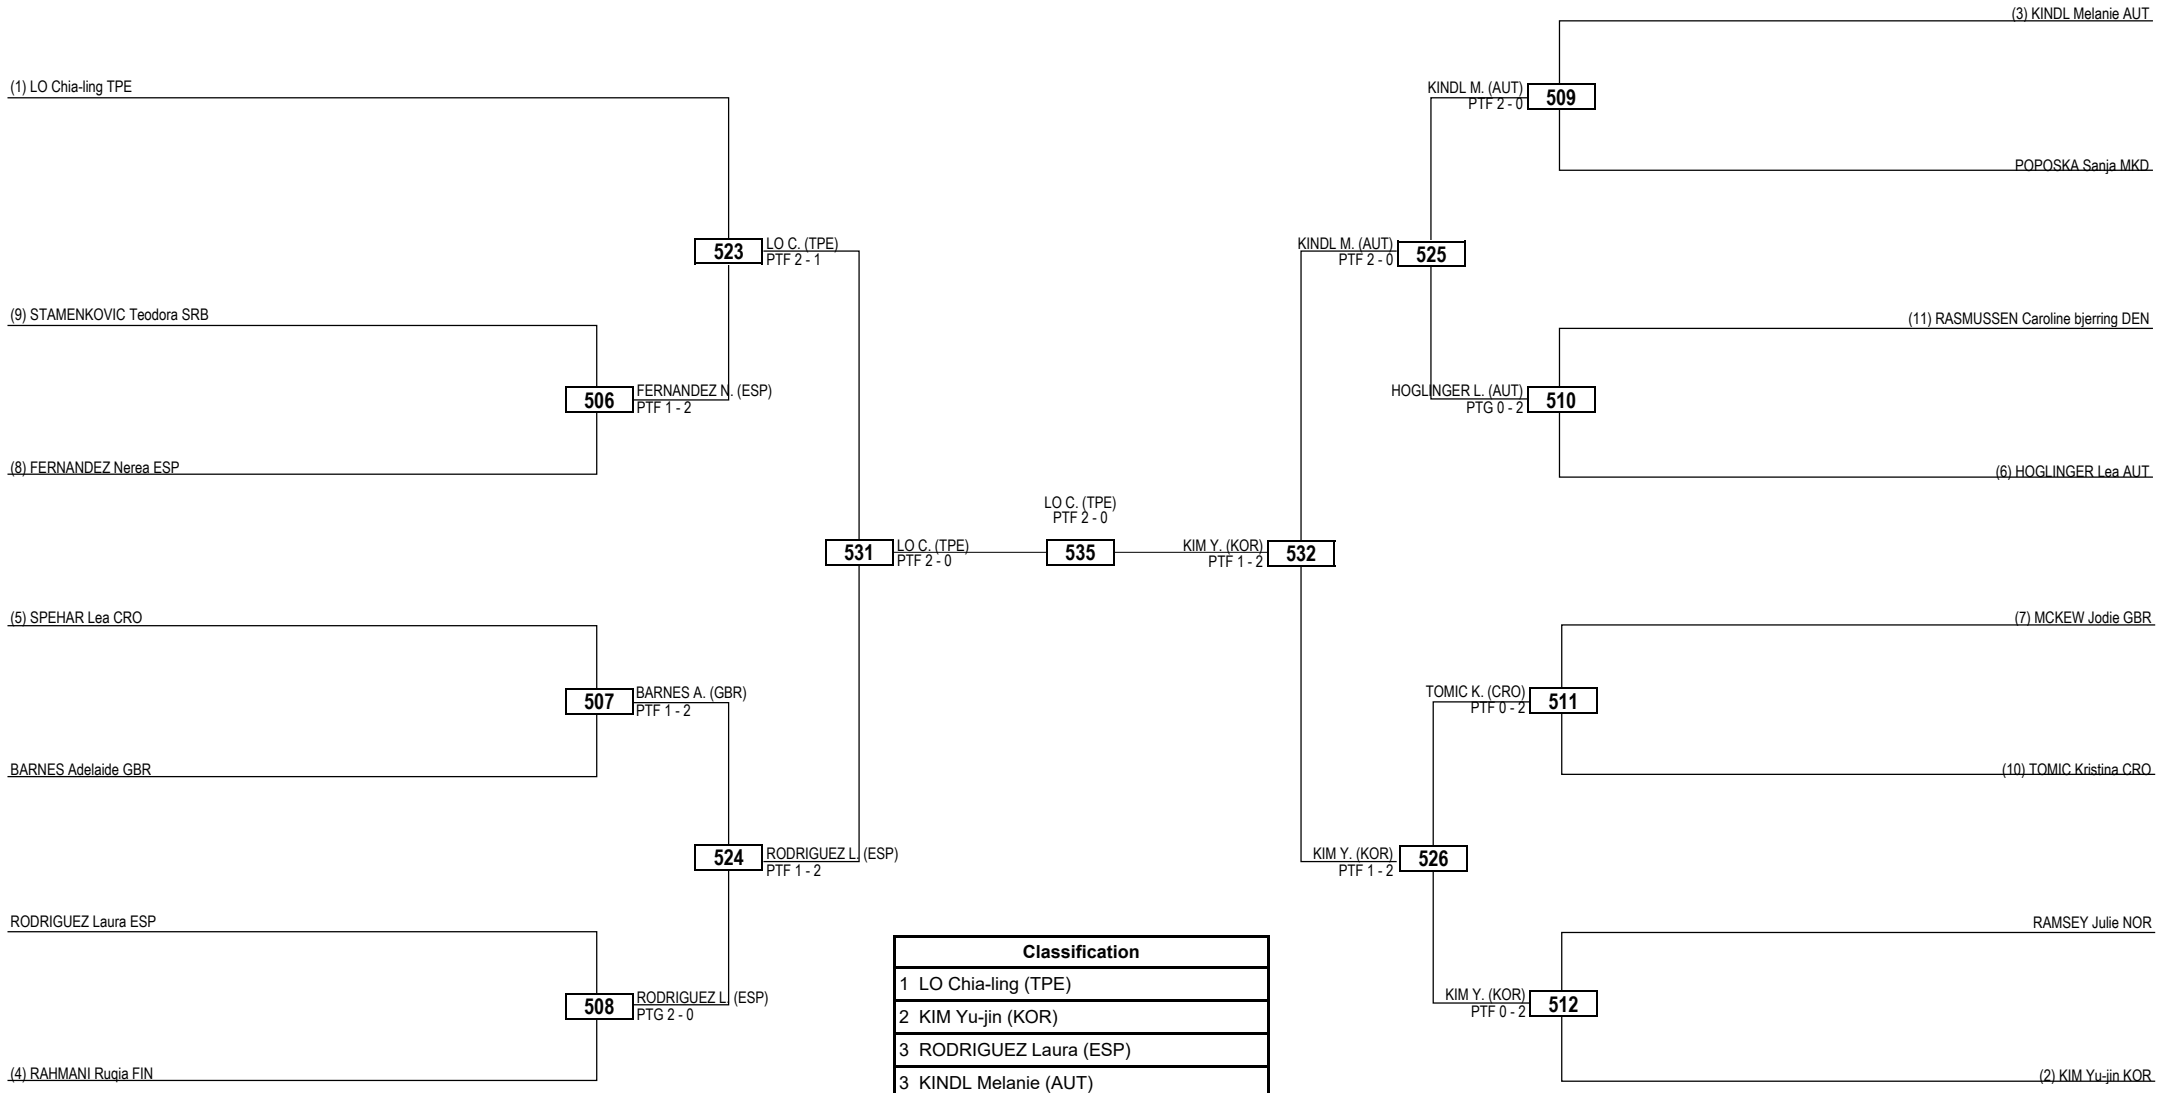 (3) KINDL Melanie AUT
(1) LO Chia-ling TPE
KINDL M. (AUT)
PTF 2 - 0
509
POPOSKA Sanja MKD
523
LO C. (TPE)
PTF 2 - 1
KINDL M. (AUT)
PTF 2 - 0
525
(9) STAMENKOVIC Teodora SRB
(11) RASMUSSEN Caroline bjerring DEN
506
FERNANDEZ N. (ESP)
PTF 1 - 2
HOGLINGER L. (AUT)
PTG 0 - 2
510
(8) FERNANDEZ Nerea ESP
(6) HOGLINGER Lea AUT
LO C. (TPE)
PTF 2 - 0
531
LO C. (TPE)
PTF 2 - 0
535
KIM Y. (KOR)
PTF 1 - 2
532
(5) SPEHAR Lea CRO
(7) MCKEW Jodie GBR
507
BARNES A. (GBR)
PTF 1 - 2
TOMIC K. (CRO)
PTF 0 - 2
511
BARNES Adelaide GBR
(10) TOMIC Kristina CRO
524
RODRIGUEZ L. (ESP)
PTF 1 - 2
KIM Y. (KOR)
PTF 1 - 2
526
RODRIGUEZ Laura ESP
RAMSEY Julie NOR
508
RODRIGUEZ L. (ESP)
PTG 2 - 0
KIM Y. (KOR)
PTF 0 - 2
512
(4) RAHMANI Ruqia FIN
(2) KIM Yu-jin KOR
Classification
1 LO Chia-ling (TPE)
2 KIM Yu-jin (KOR)
3 RODRIGUEZ Laura (ESP)
3 KINDL Melanie (AUT)